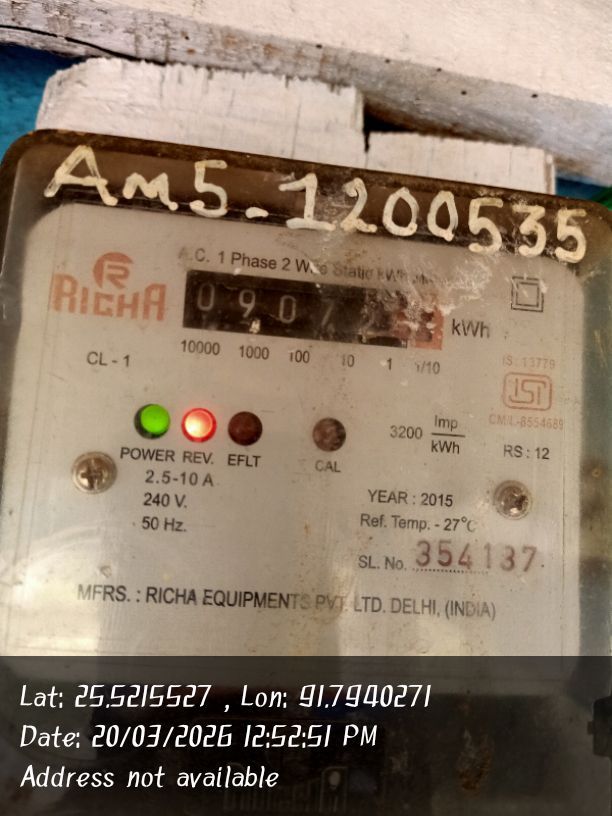 Am5-1200535
A.C. 1 Phase 2 Wire Static kWh
R
RICHA
0907
kWh
10000 1000 100 10 1 1/10
CL - 1
IS : 13779
ISI
CM/L-8554689
3200 Imp/kWh
RS : 12
POWER REV. EFLT
CAL
2.5-10 A
240 V.
50 Hz.
YEAR : 2015
Ref. Temp. - 27°C
SL. No. 354137
MFRS. : RICHA EQUIPMENTS PVT. LTD. DELHI, (INDIA)
Lat: 25.5215527 , Lon: 91.7940271
Date: 20/03/2026 12:52:51 PM
Address not available